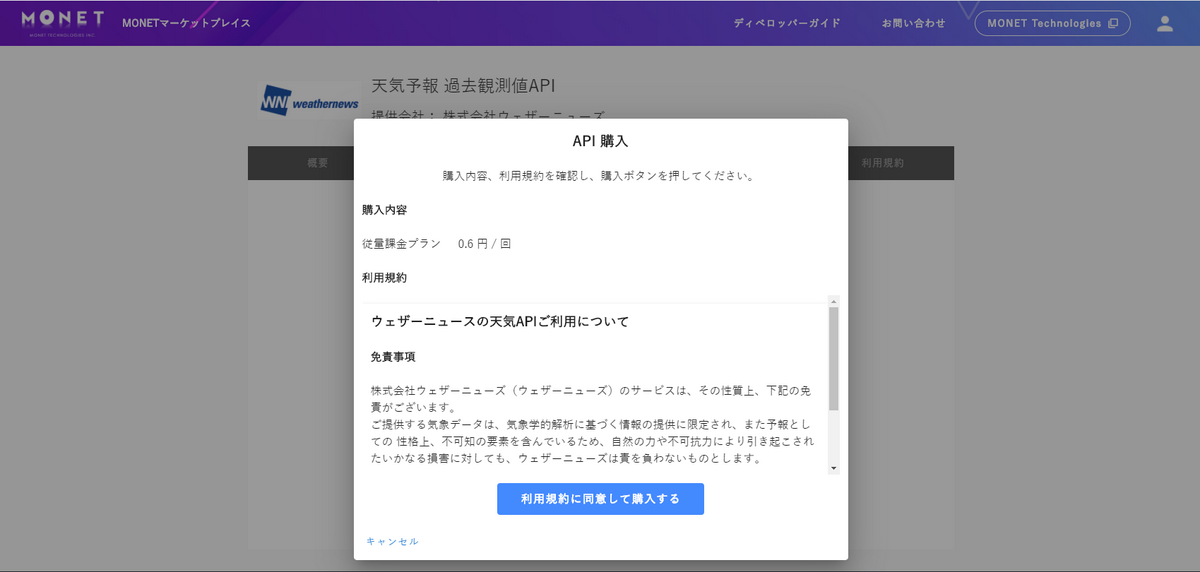 MONET
MONET TECHNOLOGIES INC.
MONETマーケットプレイス
ディベロッパーガイド
お問い合わせ
MONET Technologies
WN weathernews
天気予報 過去観測値API
提供会社： 株式会社ウェザーニューズ
概要
利用規約
API 購入
購入内容、利用規約を確認し、購入ボタンを押してください。
購入内容
従量課金プラン 0.6 円 / 回
利用規約
ウェザーニュースの天気APIご利用について
免責事項
株式会社ウェザーニューズ（ウェザーニューズ）のサービスは、その性質上、下記の免
責がございます。
ご提供する気象データは、気象学的解析に基づく情報の提供に限定され、また予報とし
ての 性格上、不可知の要素を含んでいるため、自然の力や不可抗力により引き起こされ
たいかなる損害に対しても、ウェザーニューズは責を負わないものとします。
利用規約に同意して購入する
キャンセル